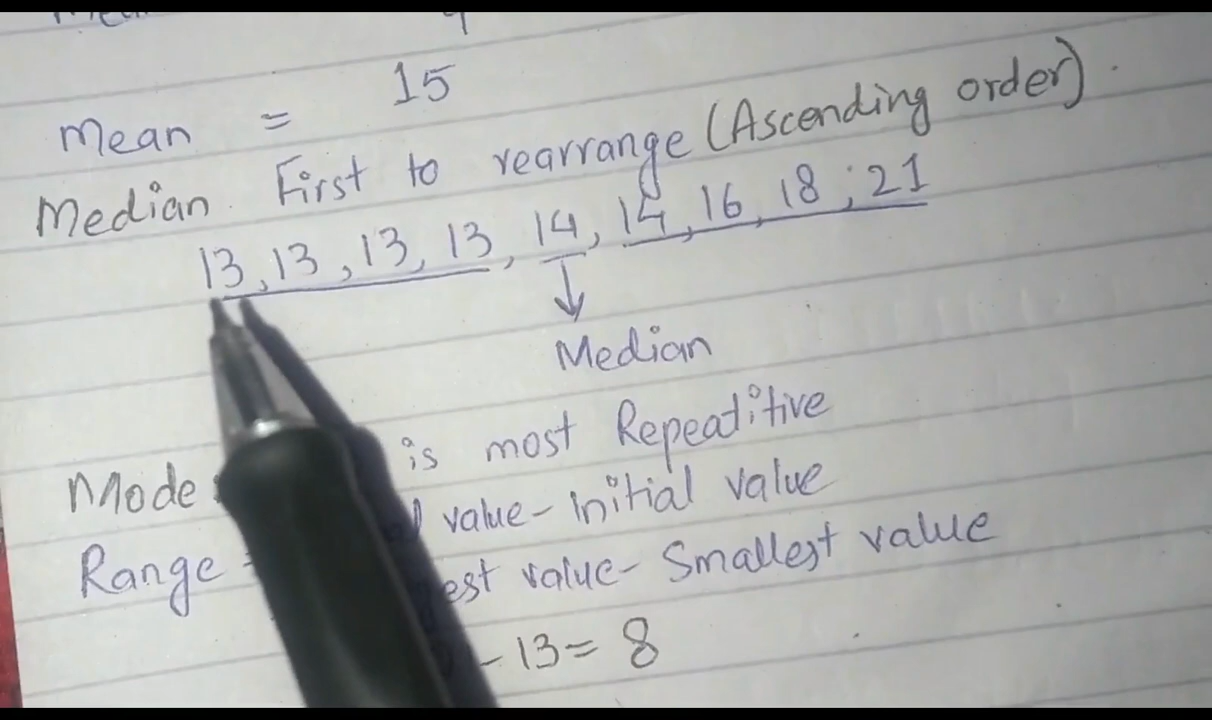 Mean = 15
Median. First to rearrange (Ascending order).
13, 13, 13, 13, 14, 14, 16, 18, 21
Median
Mode is most Repeatitive
Range value - initial value
value - Smallest value
- 13 = 8